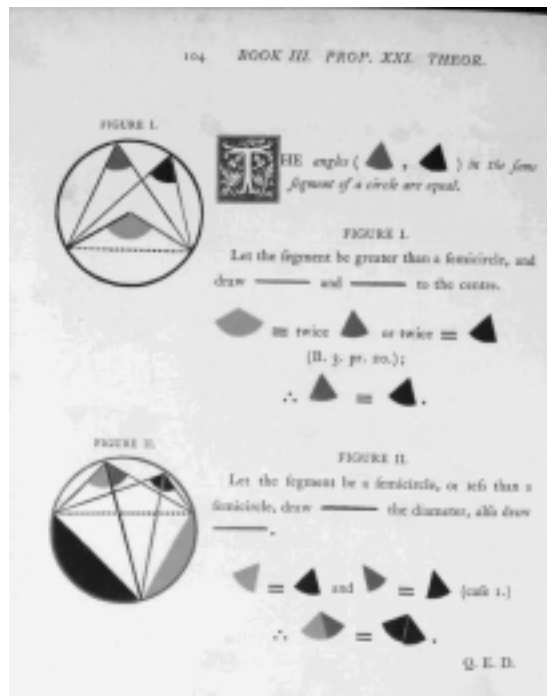 104 BOOK III. PROP. XXI. THEOR.
FIGURE I.
THE angles ( , ) in the ſame
ſegment of a circle are equal.
FIGURE I.
Let the ſegment be greater than a ſemicircle, and
draw and to the centre.
= twice or twice =
(B. 3. pr. 20.);
∴ = .
FIGURE II.
FIGURE II.
Let the ſegment be a ſemicircle, or leſs than a
ſemicircle, draw the diameter, alſo draw
.
= and = (caſe 1.)
∴ = .
Q. E. D.